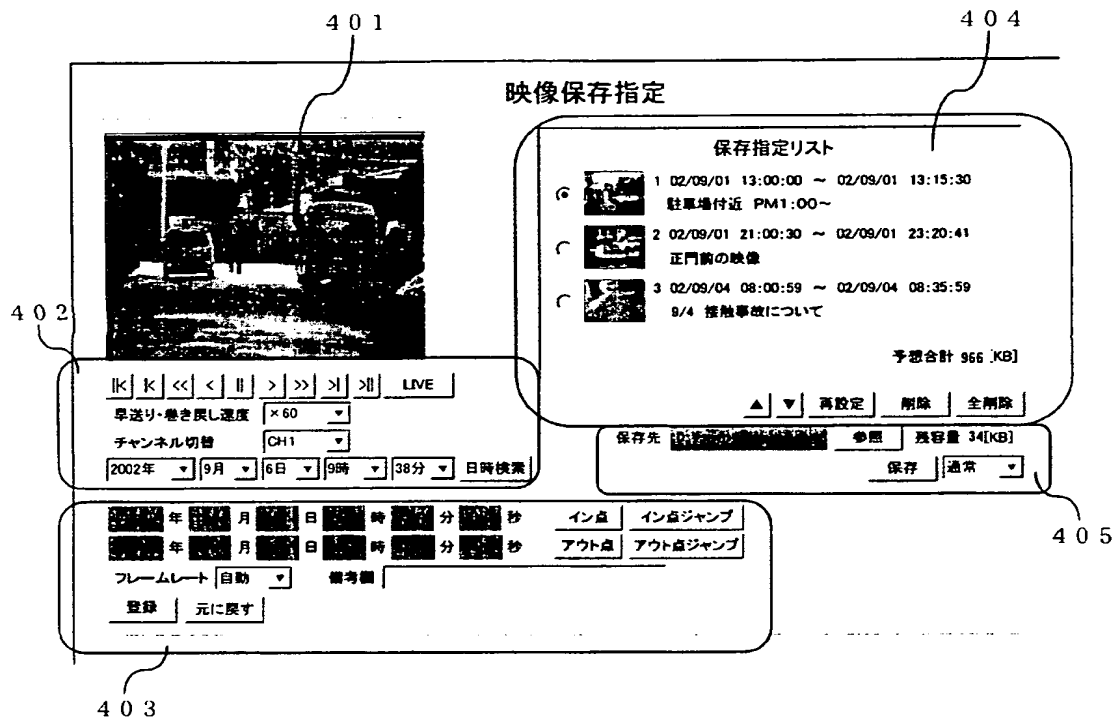 ４０１
４０４
映像保存指定
保存指定リスト
1 02/09/01 13:00:00 ～ 02/09/01 13:15:30
駐車場付近 PM1:00～
2 02/09/01 21:00:30 ～ 02/09/01 23:20:41
正門前の映像
3 02/09/04 08:00:59 ～ 02/09/04 08:35:59
9/4 接触事故について
予想合計 966 [KB]
▲ ▼ 再設定 削除 全削除
４０２
|||< |< << < || > >> >| >|| LIVE
早送り・巻き戻し速度 ×60
チャンネル切替 CH1
2002年 9月 6日 9時 38分 日時検索
保存先 参照 残容量 34[KB]
保存 通常
４０５
年 月 日 時 分 秒 イン点 イン点ジャンプ
年 月 日 時 分 秒 アウト点 アウト点ジャンプ
フレームレート 自動 備考欄
登録 元に戻す
４０３